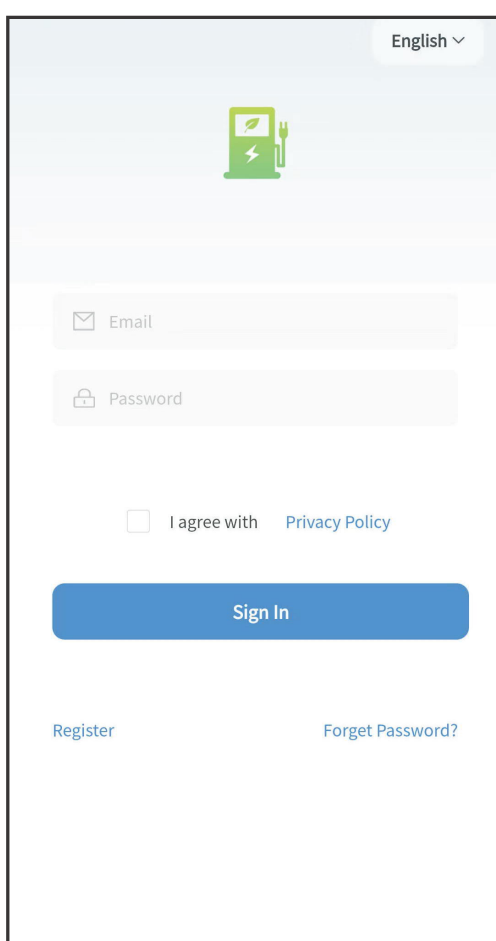 English
Email
Password
I agree with Privacy Policy
Sign In
Register Forget Password?